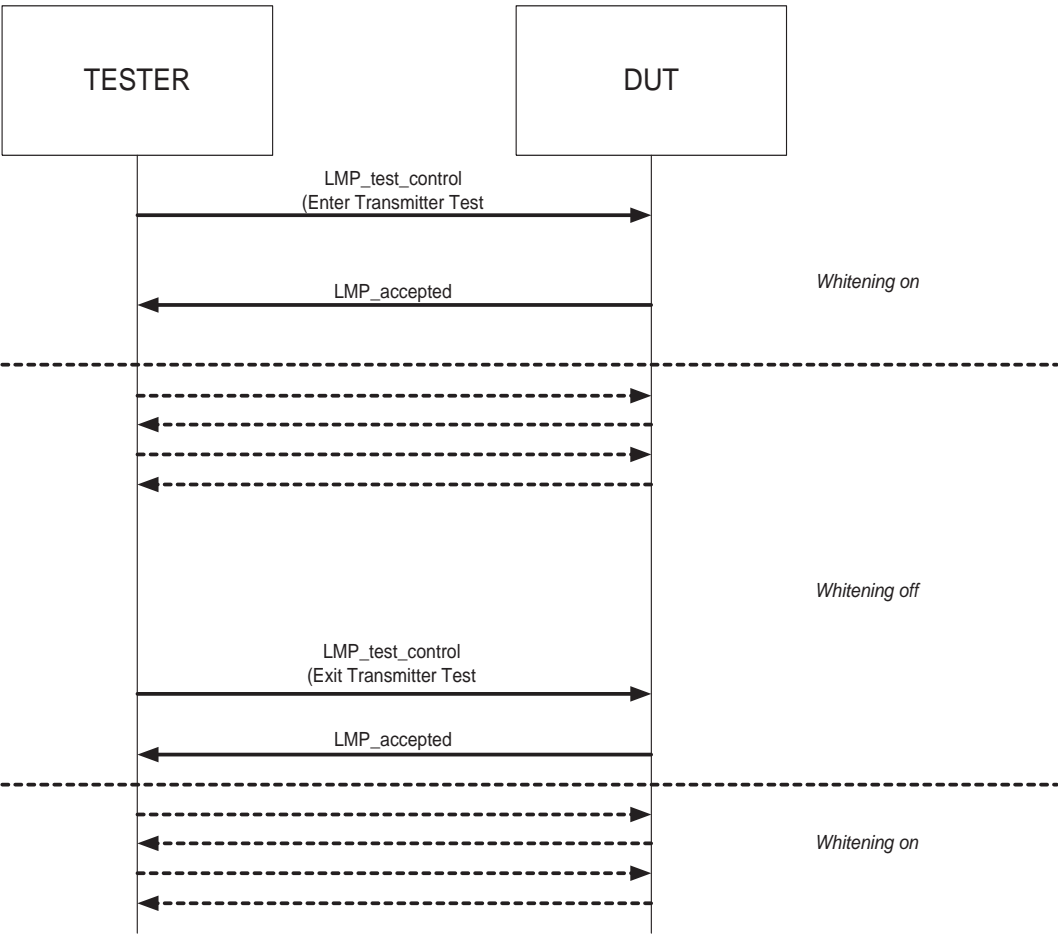 TESTER
DUT
LMP_test_control
(Enter Transmitter Test
Whitening on
LMP_accepted
Whitening off
LMP_test_control
(Exit Transmitter Test
LMP_accepted
Whitening on